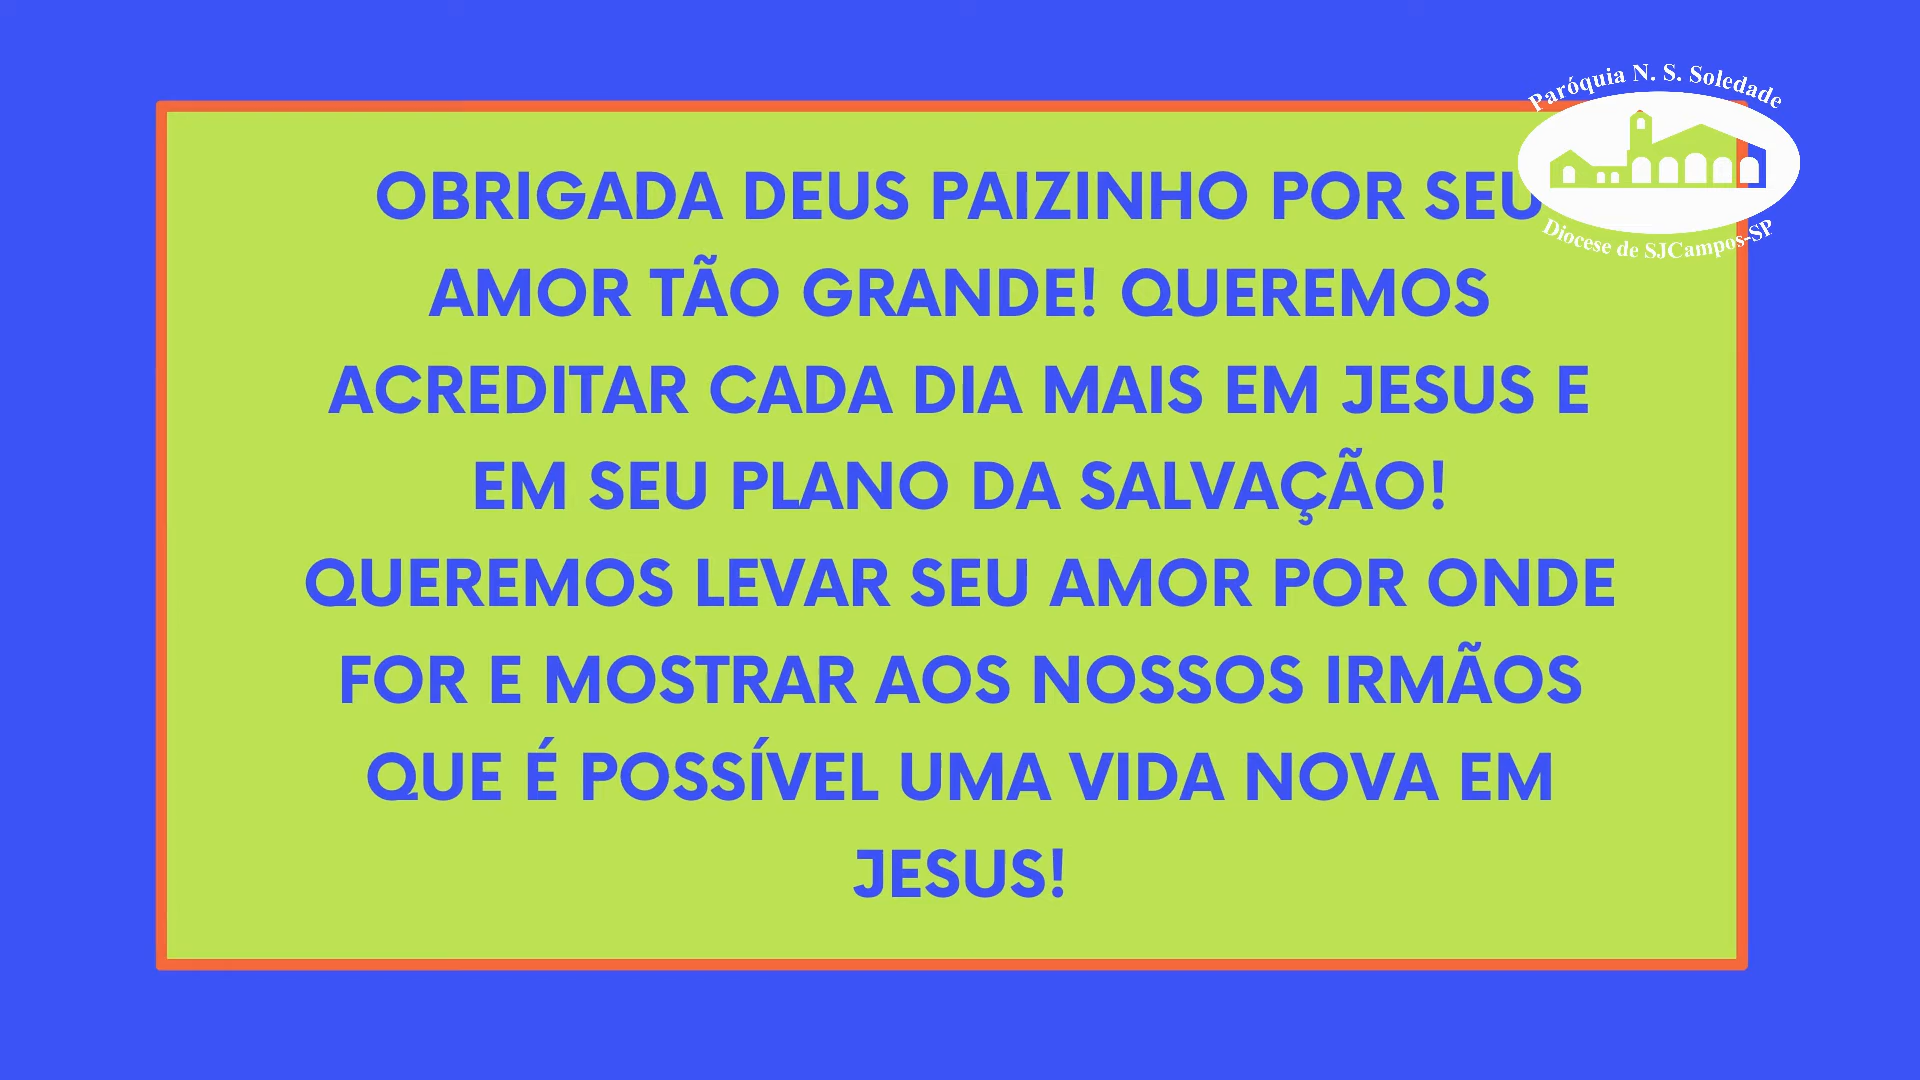 Paróquia N. S. Soledade
Diocese de SJCampos-SP
OBRIGADA DEUS PAIZINHO POR SEU
AMOR TÃO GRANDE! QUEREMOS
ACREDITAR CADA DIA MAIS EM JESUS E
EM SEU PLANO DA SALVAÇÃO!
QUEREMOS LEVAR SEU AMOR POR ONDE
FOR E MOSTRAR AOS NOSSOS IRMÃOS
QUE É POSSÍVEL UMA VIDA NOVA EM
JESUS!